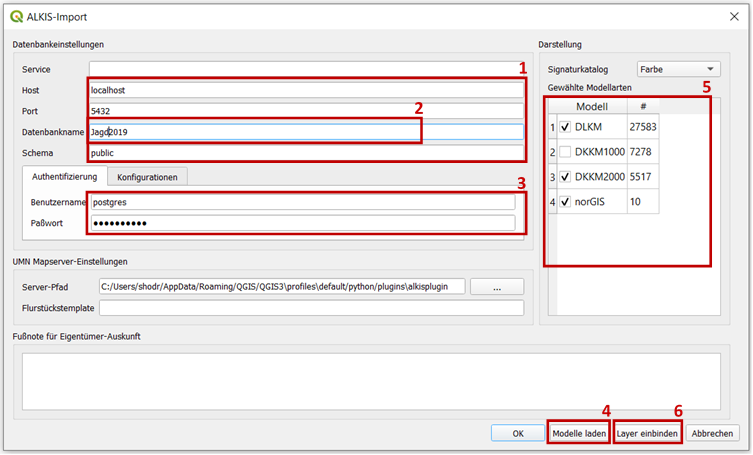 ALKIS-Import
Datenbankeinstellungen
Service
1
Host localhost
Port 5432
2
Datenbankname Jagd2019
Schema public
Authentifizierung Konfigurationen
3
Benutzername postgres
Paßwort ●●●●●●●●●●
UMN Mapserver-Einstellungen
Server-Pfad C:/Users/shodr/AppData/Roaming/QGIS/QGIS3\profiles\default/python/plugins\alkisplugin ...
Flurstückstemplate
Fußnote für Eigentümer-Auskunft
Darstellung
Signaturkatalog Farbe
Gewählte Modellarten
5
Modell #
1 DLKM 27583
2 DKKM1000 7278
3 DKKM2000 5517
4 norGIS 10
4 6
OK Modelle laden Layer einbinden Abbrechen